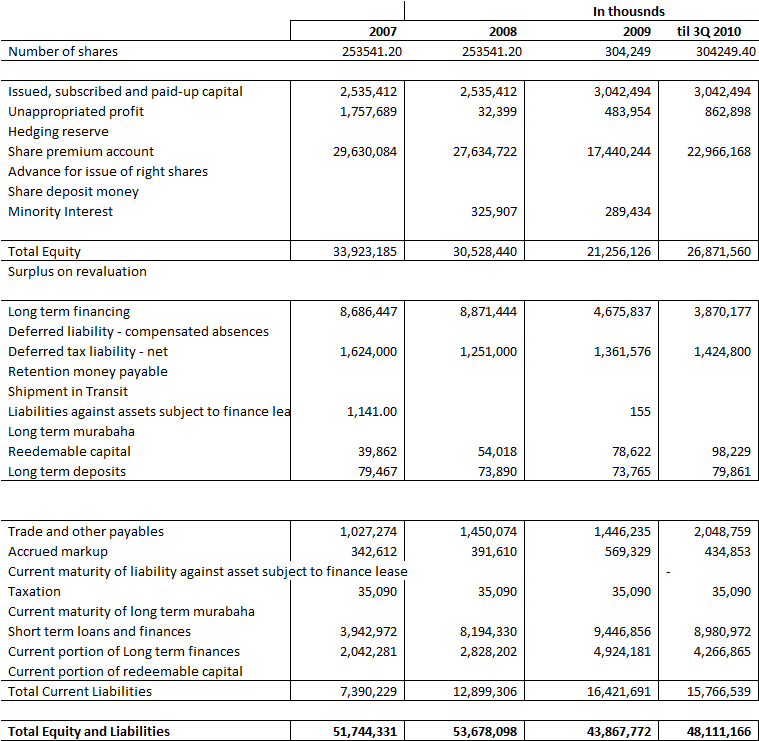 In thousnds
2007 2008 2009 til 3Q 2010
Number of shares 253541.20 253541.20 304,249 304249.40
Issued, subscribed and paid-up capital 2,535,412 2,535,412 3,042,494 3,042,494
Unappropriated profit 1,757,689 32,399 483,954 862,898
Hedging reserve
Share premium account 29,630,084 27,634,722 17,440,244 22,966,168
Advance for issue of right shares
Share deposit money
Minority Interest 325,907 289,434
Total Equity 33,923,185 30,528,440 21,256,126 26,871,560
Surplus on revaluation
Long term financing 8,686,447 8,871,444 4,675,837 3,870,177
Deferred liability - compensated absences
Deferred tax liability - net 1,624,000 1,251,000 1,361,576 1,424,800
Retention money payable
Shipment in Transit
Liabilities against assets subject to finance lea 1,141.00 155
Long term murabaha
Reedemable capital 39,862 54,018 78,622 98,229
Long term deposits 79,467 73,890 73,765 79,861
Trade and other payables 1,027,274 1,450,074 1,446,235 2,048,759
Accrued markup 342,612 391,610 569,329 434,853
Current maturity of liability against asset subject to finance lease -
Taxation 35,090 35,090 35,090 35,090
Current maturity of long term murabaha
Short term loans and finances 3,942,972 8,194,330 9,446,856 8,980,972
Current portion of Long term finances 2,042,281 2,828,202 4,924,181 4,266,865
Current portion of redeemable capital
Total Current Liabilities 7,390,229 12,899,306 16,421,691 15,766,539
Total Equity and Liabilities 51,744,331 53,678,098 43,867,772 48,111,166